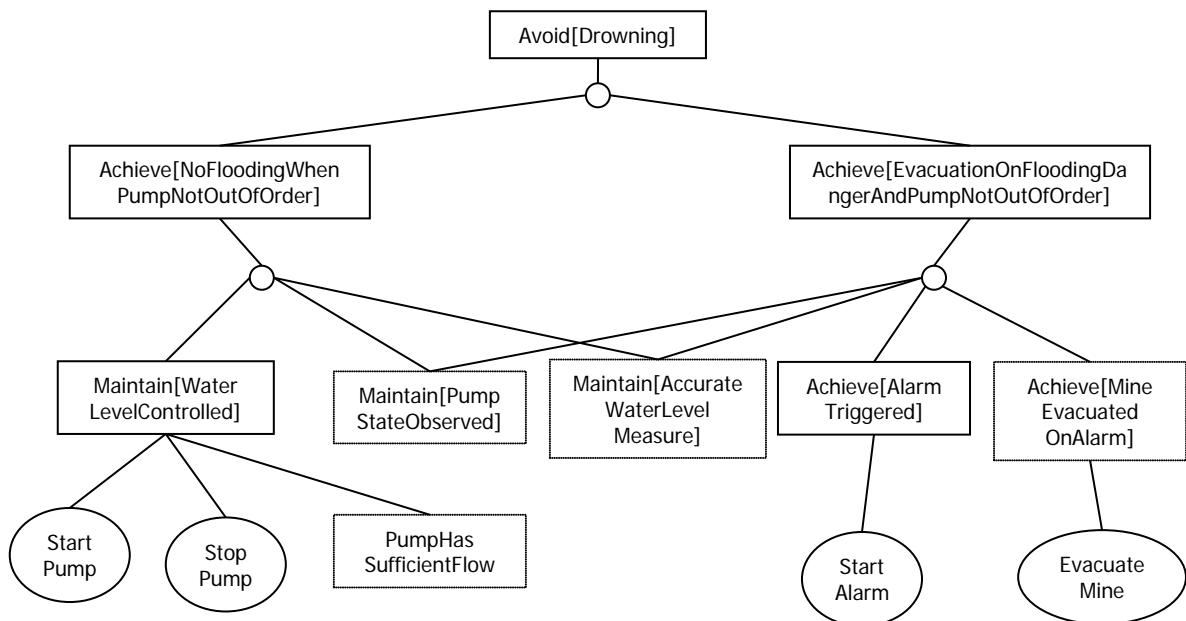 Avoid[Drowning]
Achieve[NoFloodingWhen
PumpNotOutOfOrder]
Achieve[EvacuationOnFloodingDa
ngerAndPumpNotOutOfOrder]
Maintain[Water
LevelControlled]
Maintain[Pump
StateObserved]
Maintain[Accurate
WaterLevel
Measure]
Achieve[Alarm
Triggered]
Achieve[Mine
Evacuated
OnAlarm]
Start
Pump
Stop
Pump
PumpHas
SufficientFlow
Start
Alarm
Evacuate
Mine